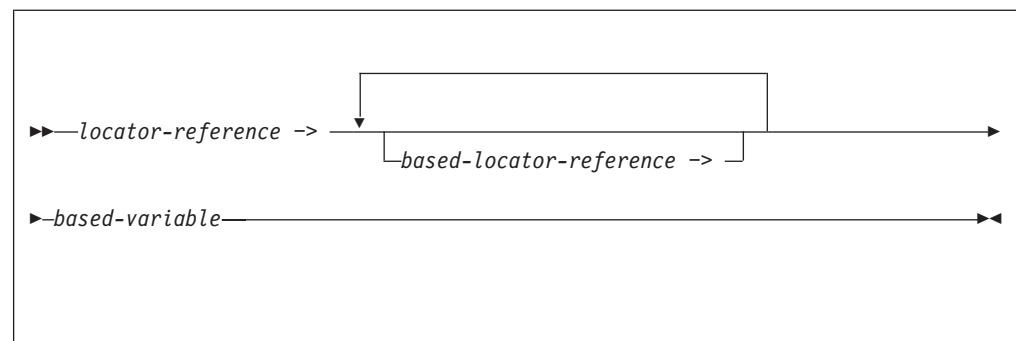 locator-reference –>
based-locator-reference –>
based-variable